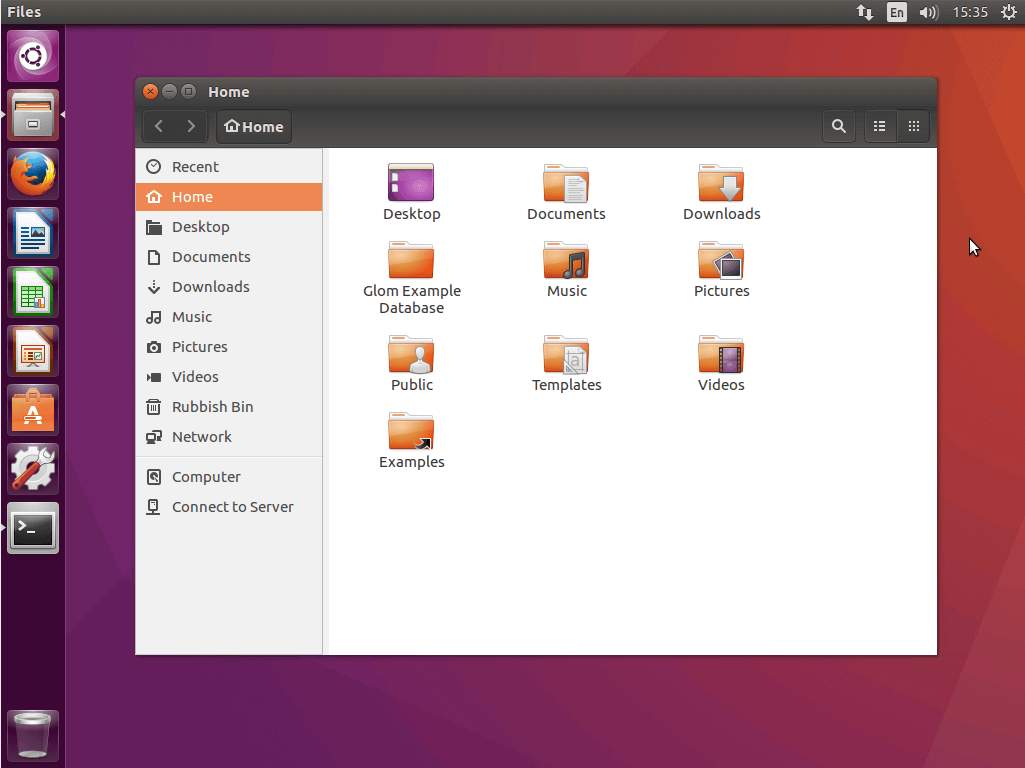 Files
En
15:35
Home
Home
Recent
Home
Desktop
Documents
Downloads
Music
Pictures
Videos
Rubbish Bin
Network
Computer
Connect to Server
Desktop
Documents
Downloads
Glom Example
Database
Music
Pictures
Public
Templates
Videos
Examples